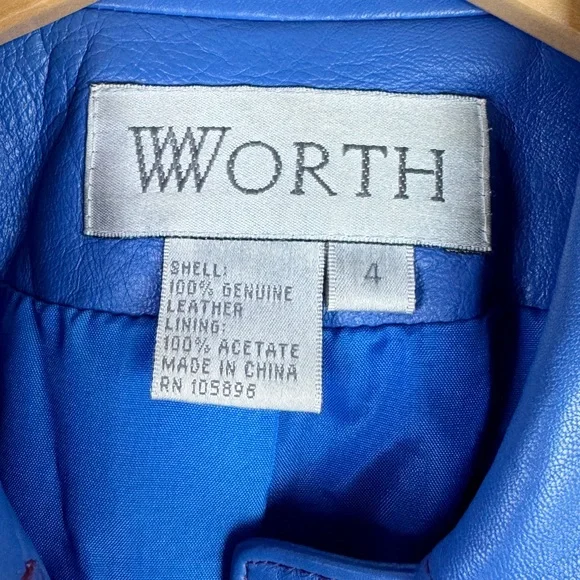 WORTH
4
SHELL:
100% GENUINE
LEATHER
LINING:
100% ACETATE
MADE IN CHINA
RN 105896